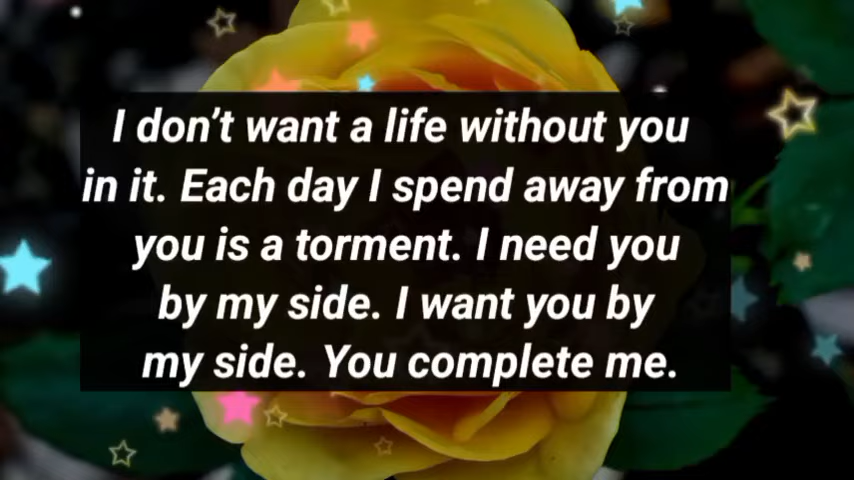 I don’t want a life without you
in it. Each day I spend away from
you is a torment. I need you
by my side. I want you by
my side. You complete me.